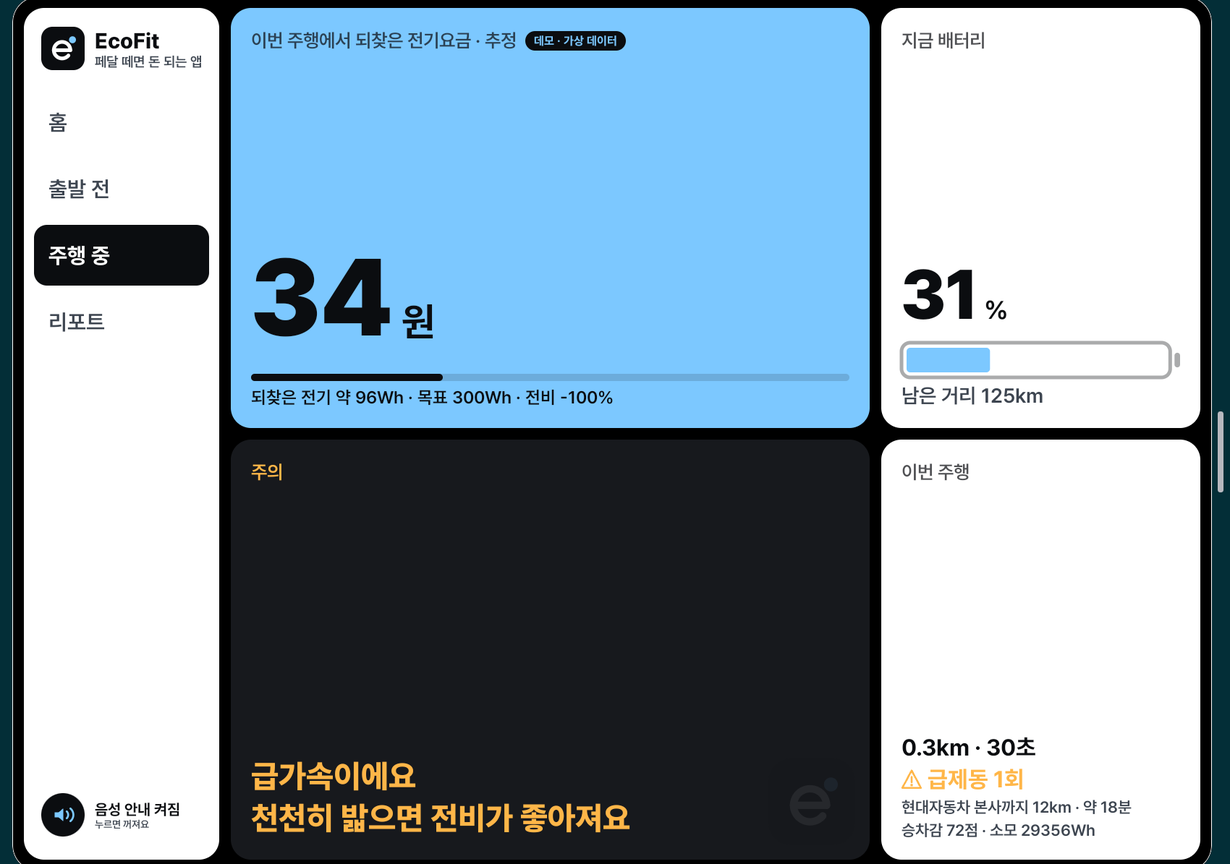 EcoFit
페달 떼면 돈 되는 앱
홈
출발 전
주행 중
리포트
음성 안내 켜짐
누르면 꺼져요
이번 주행에서 되찾은 전기요금 · 추정 데모 · 가상 데이터
34 원
되찾은 전기 약 96Wh · 목표 300Wh · 전비 -100%
지금 배터리
31 %
남은 거리 125km
주의
급가속이에요
천천히 밟으면 전비가 좋아져요
e
이번 주행
0.3km · 30초
⚠ 급제동 1회
현대자동차 본사까지 12km · 약 18분
승차감 72점 · 소모 29356Wh